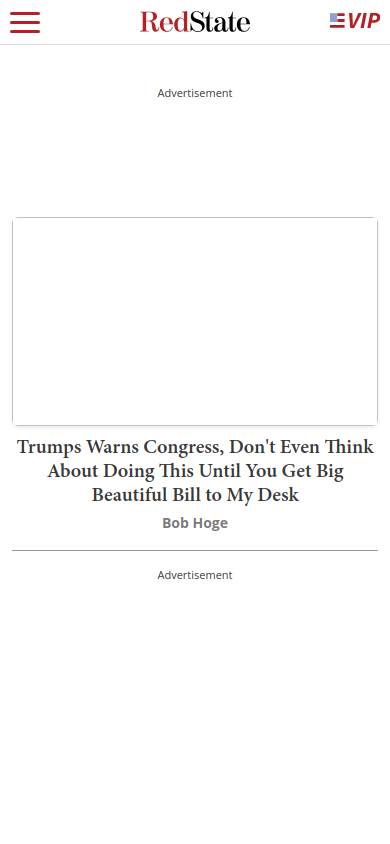 RedState
VIP
Advertisement
Trumps Warns Congress, Don't Even Think
About Doing This Until You Get Big
Beautiful Bill to My Desk
Bob Hoge
Advertisement